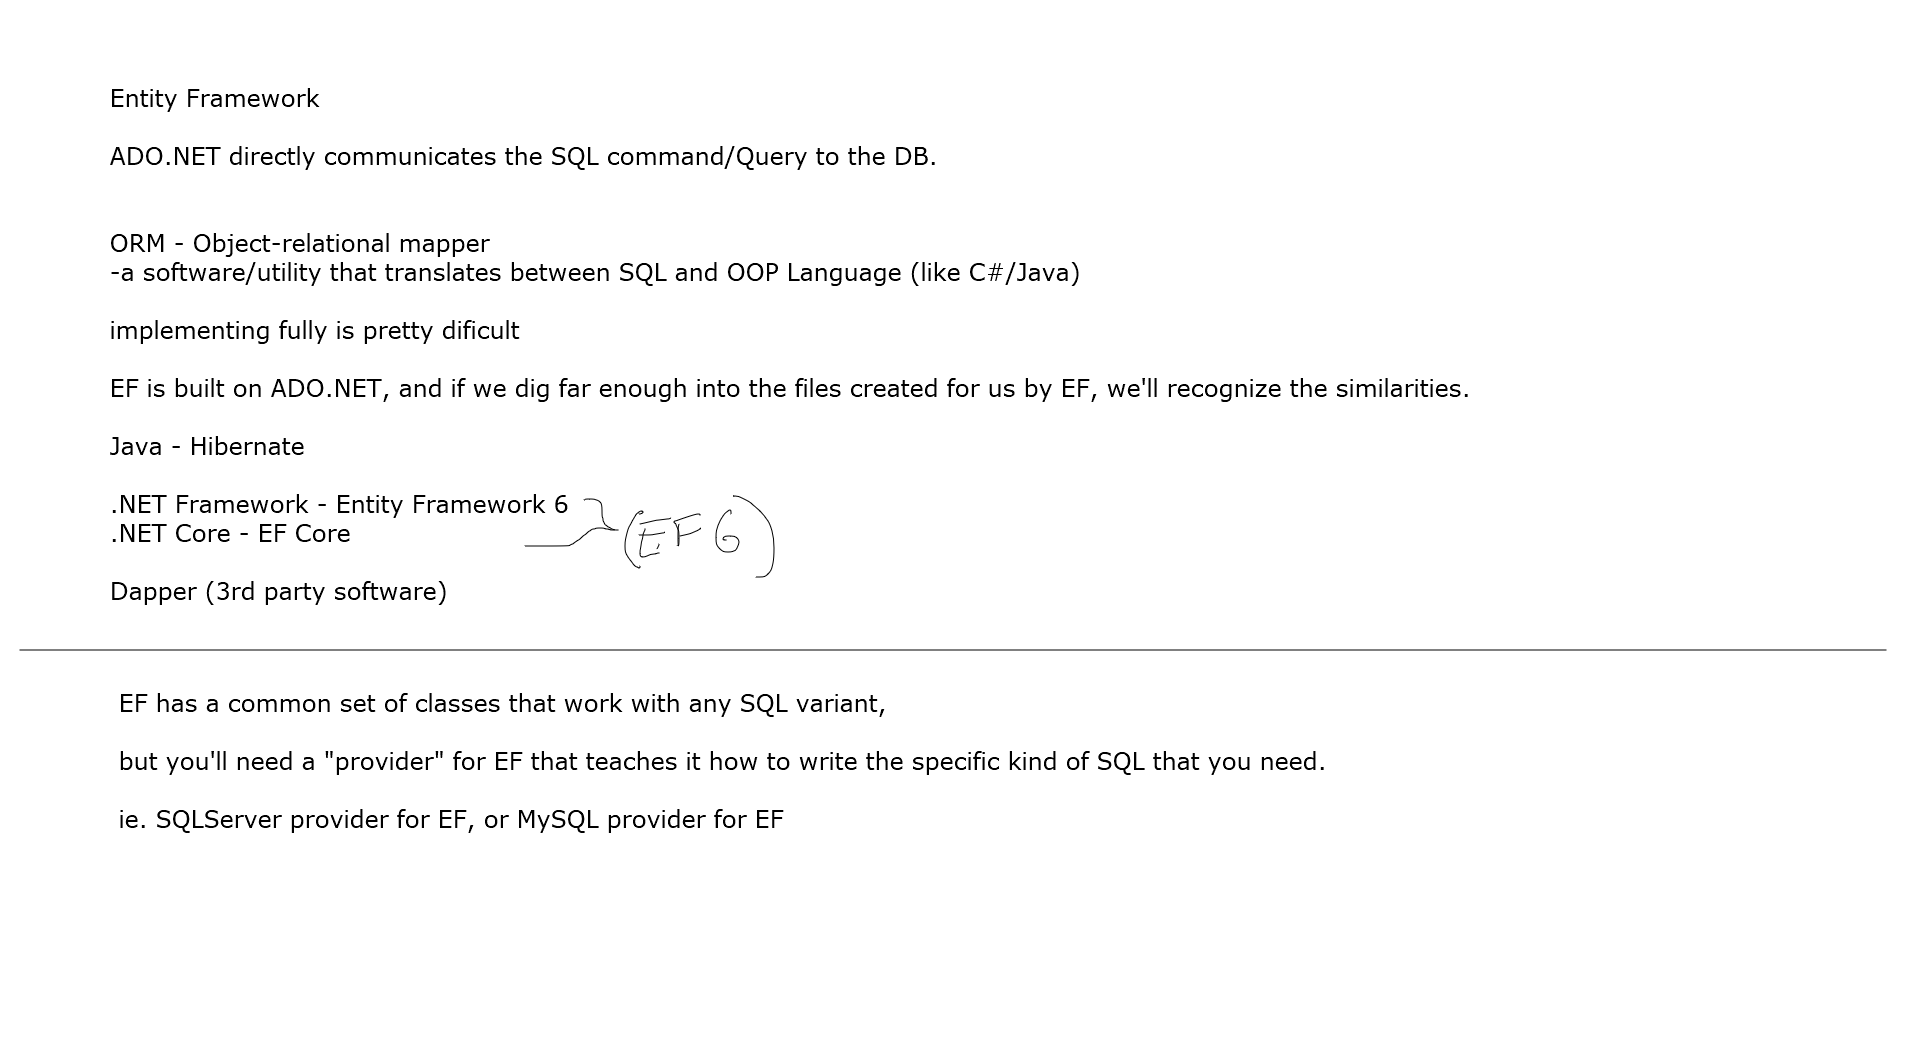 Entity Framework
ADO.NET directly communicates the SQL command/Query to the DB.
ORM - Object-relational mapper
-a software/utility that translates between SQL and OOP Language (like C#/Java)
implementing fully is pretty dificult
EF is built on ADO.NET, and if we dig far enough into the files created for us by EF, we'll recognize the similarities.
Java - Hibernate
.NET Framework - Entity Framework 6
.NET Core - EF Core
(EF 6)
Dapper (3rd party software)
EF has a common set of classes that work with any SQL variant,
but you'll need a "provider" for EF that teaches it how to write the specific kind of SQL that you need.
ie. SQLServer provider for EF, or MySQL provider for EF